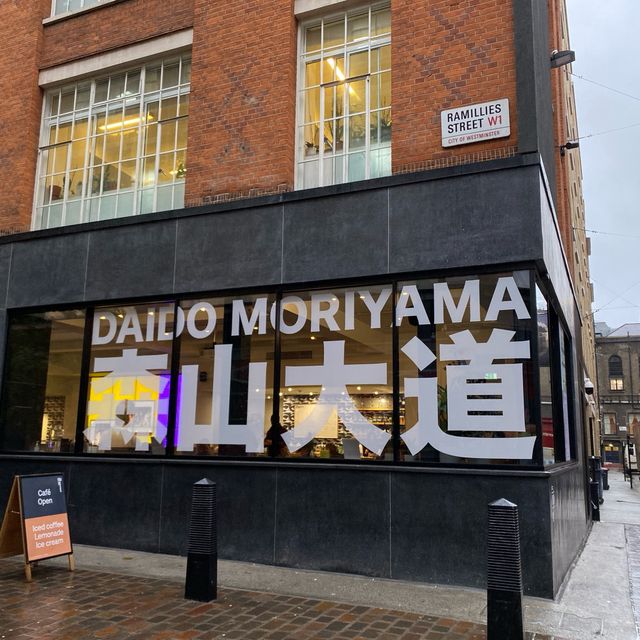 RAMILLIES
STREET W1
CITY OF WESTMINSTER
DAIDO MORIYAMA
森山大道
Café
Open
Iced coffee
Lemonade
Ice cream